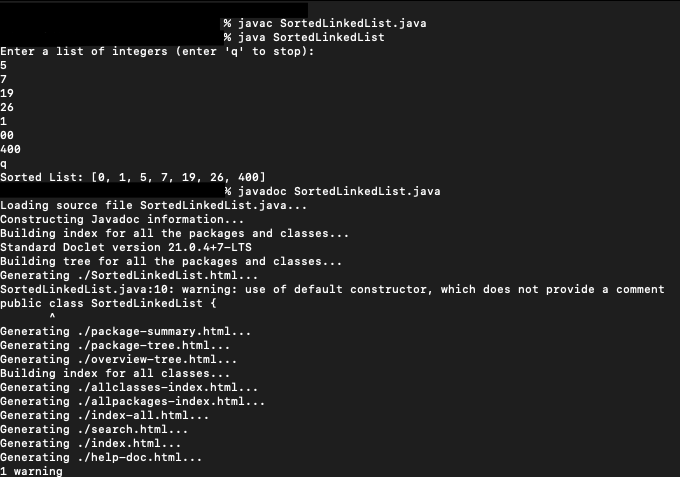 % javac SortedLinkedList.java
% java SortedLinkedList
Enter a list of integers (enter 'q' to stop):
5
7
19
26
1
00
400
q
Sorted List: [0, 1, 5, 7, 19, 26, 400]
% javadoc SortedLinkedList.java
Loading source file SortedLinkedList.java...
Constructing Javadoc information...
Building index for all the packages and classes...
Standard Doclet version 21.0.4+7-LTS
Building tree for all the packages and classes...
Generating ./SortedLinkedList.html...
SortedLinkedList.java:10: warning: use of default constructor, which does not provide a comment
public class SortedLinkedList {
^
Generating ./package-summary.html...
Generating ./package-tree.html...
Generating ./overview-tree.html...
Building index for all classes...
Generating ./allclasses-index.html...
Generating ./allpackages-index.html...
Generating ./index-all.html...
Generating ./search.html...
Generating ./index.html...
Generating ./help-doc.html...
1 warning